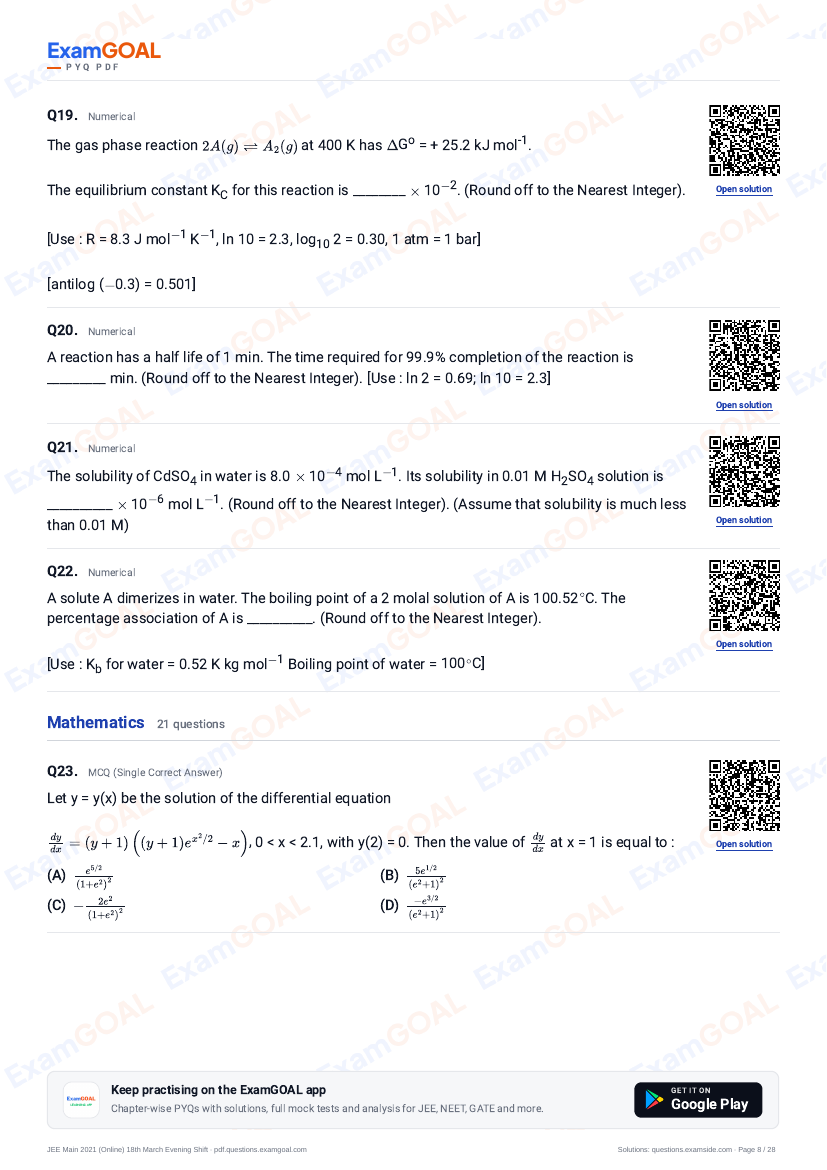 ExamGOAL
PYQ PDF
Q19. Numerical
The gas phase reaction 2A(g) ⇌ A₂(g) at 400 K has ΔGᵒ = + 25.2 kJ mol⁻¹.
The equilibrium constant K_C for this reaction is ________ × 10⁻². (Round off to the Nearest Integer).
[Use : R = 8.3 J mol⁻¹ K⁻¹, ln 10 = 2.3, log₁₀ 2 = 0.30, 1 atm = 1 bar]
[antilog (−0.3) = 0.501]
Open solution
Q20. Numerical
A reaction has a half life of 1 min. The time required for 99.9% completion of the reaction is
_________ min. (Round off to the Nearest Integer). [Use : ln 2 = 0.69; ln 10 = 2.3]
Open solution
Q21. Numerical
The solubility of CdSO₄ in water is 8.0 × 10⁻⁴ mol L⁻¹. Its solubility in 0.01 M H₂SO₄ solution is
__________ × 10⁻⁶ mol L⁻¹. (Round off to the Nearest Integer). (Assume that solubility is much less
than 0.01 M)
Open solution
Q22. Numerical
A solute A dimerizes in water. The boiling point of a 2 molal solution of A is 100.52°C. The
percentage association of A is __________. (Round off to the Nearest Integer).
[Use : K_b for water = 0.52 K kg mol⁻¹ Boiling point of water = 100°C]
Open solution
Mathematics 21 questions
Q23. MCQ (Single Correct Answer)
Let y = y(x) be the solution of the differential equation
dy/dx = (y + 1) ((y + 1)e^{x²/2} − x), 0 < x < 2.1, with y(2) = 0. Then the value of dy/dx at x = 1 is equal to :
Open solution
(A) e^{5/2}/(1+e²)² (B) 5e^{1/2}/(e²+1)²
(C) −2e²/(1+e²)² (D) −e^{3/2}/(e²+1)²
Keep practising on the ExamGOAL app
Chapter-wise PYQs with solutions, full mock tests and analysis for JEE, NEET, GATE and more.
GET IT ON
Google Play
JEE Main 2021 (Online) 18th March Evening Shift · pdf.questions.examgoal.com
Solutions: questions.examside.com · Page 8 / 28